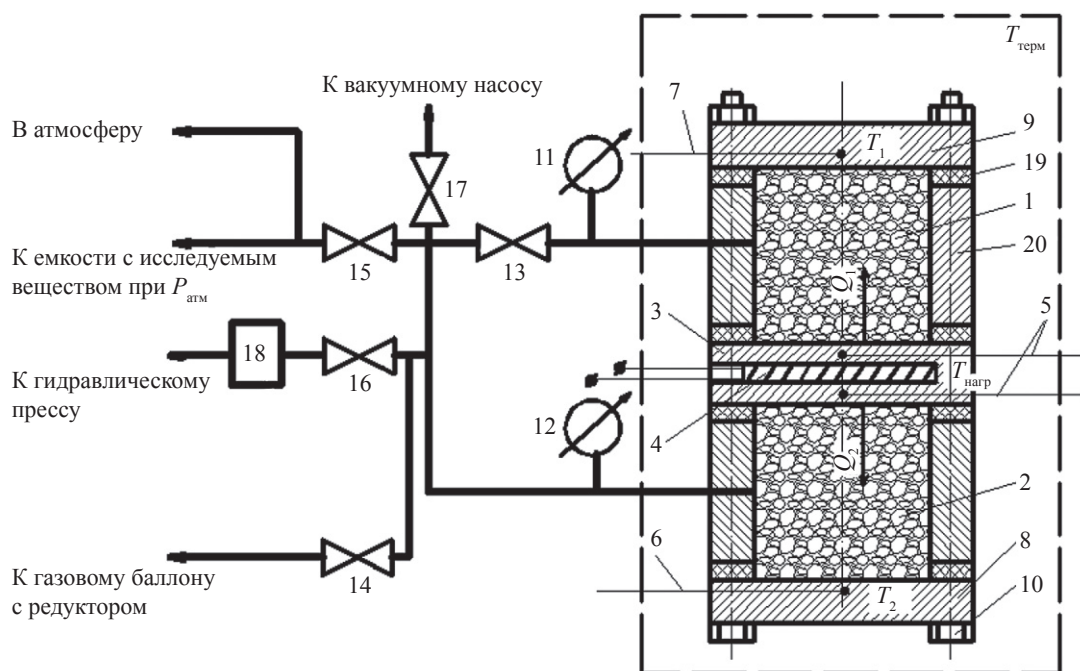 T терм
К вакуумному насосу
7
В атмосферу
11
T1
9
17
19
1
К емкости с исследуемым
веществом при Pатм
15
13
20
Q1
3
5
18
16
Tнагр
К гидравлическому
прессу
12
4
Q2
2
6
8
К газовому баллону
с редуктором
14
T2
10